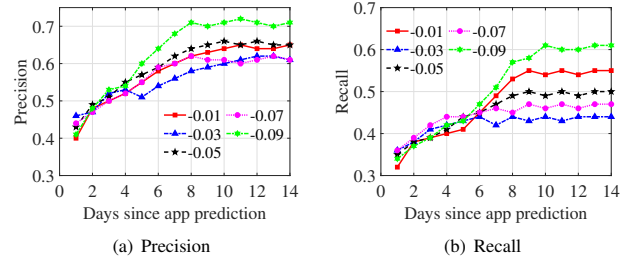 0.7
0.6
0.5
0.4
0.3
Precision
-0.01
-0.03
-0.05
-0.07
-0.09
0 2 4 6 8 10 12 14
Days since app prediction
(a) Precision
0.7
0.6
0.5
0.4
0.3
Recall
-0.01
-0.03
-0.05
-0.07
-0.09
0 2 4 6 8 10 12 14
Days since app prediction
(b) Recall